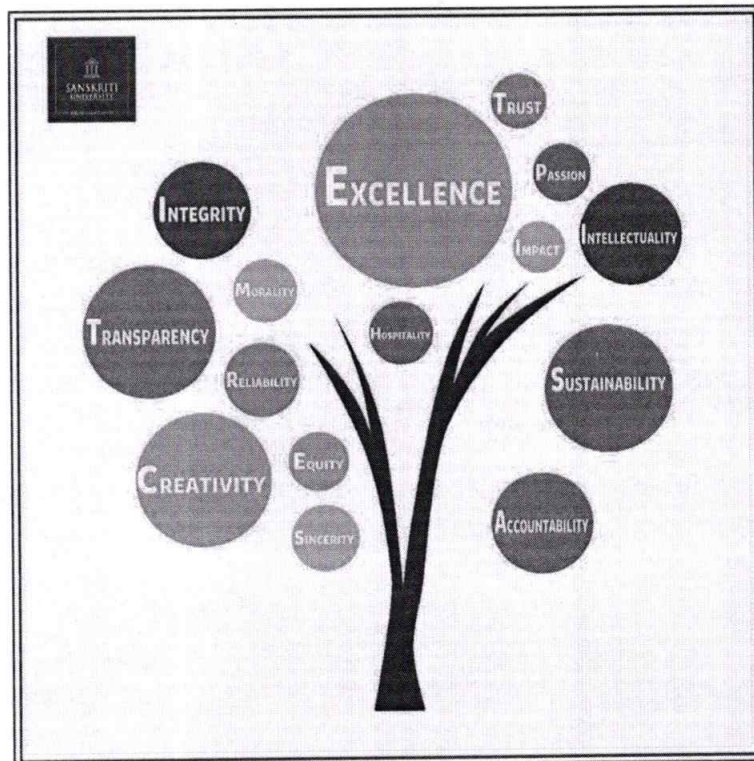 SANSKRITI
UNIVERSITY
TRUST
EXCELLENCE
PASSION
INTEGRITY
INTELLECTUALITY
IMPACT
MORALITY
HOSPITALITY
TRANSPARENCY
RELIABILITY
SUSTAINABILITY
EQUITY
CREATIVITY
ACCOUNTABILITY
SINCERITY